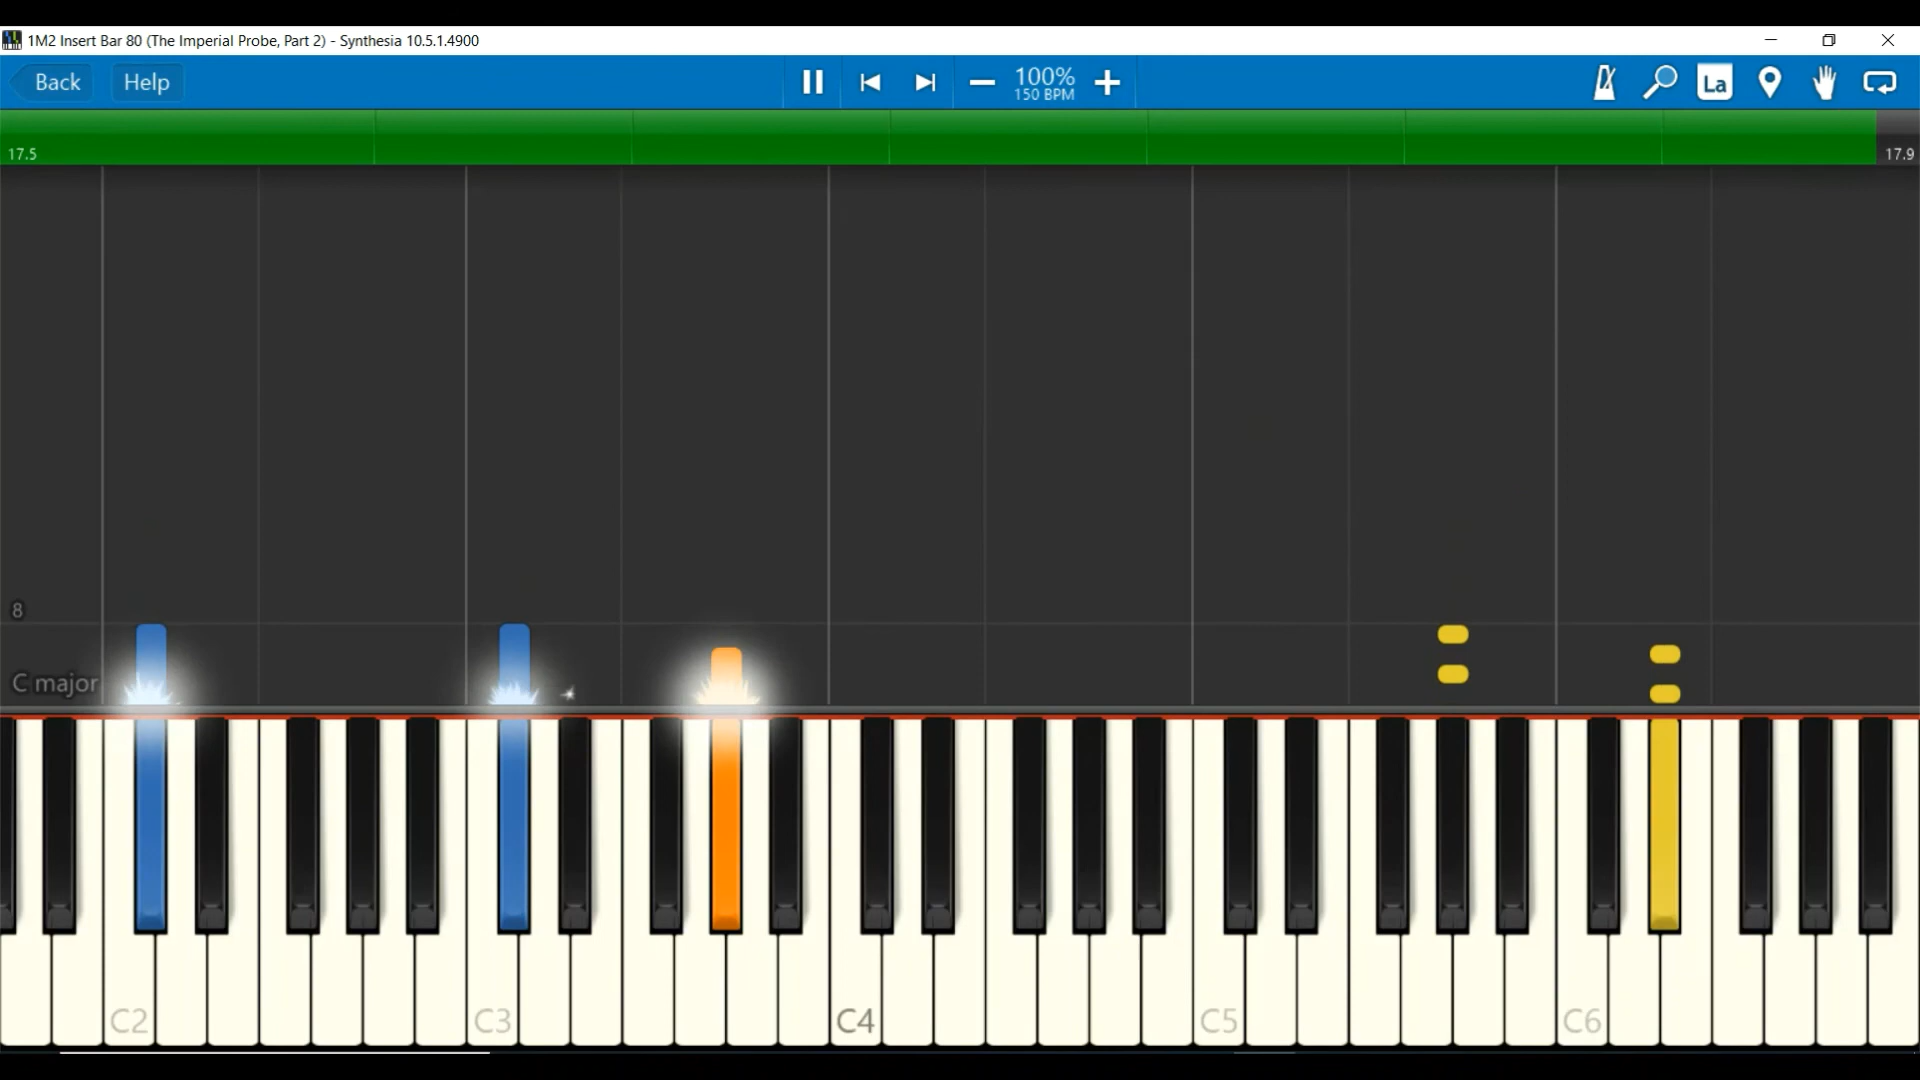 1M2 Insert Bar 80 (The Imperial Probe, Part 2) - Synthesia 10.5.1.4900
Back Help 100% La
150 BPM
17.5 17.9
8
C major
C2 C3 C4 C5 C6